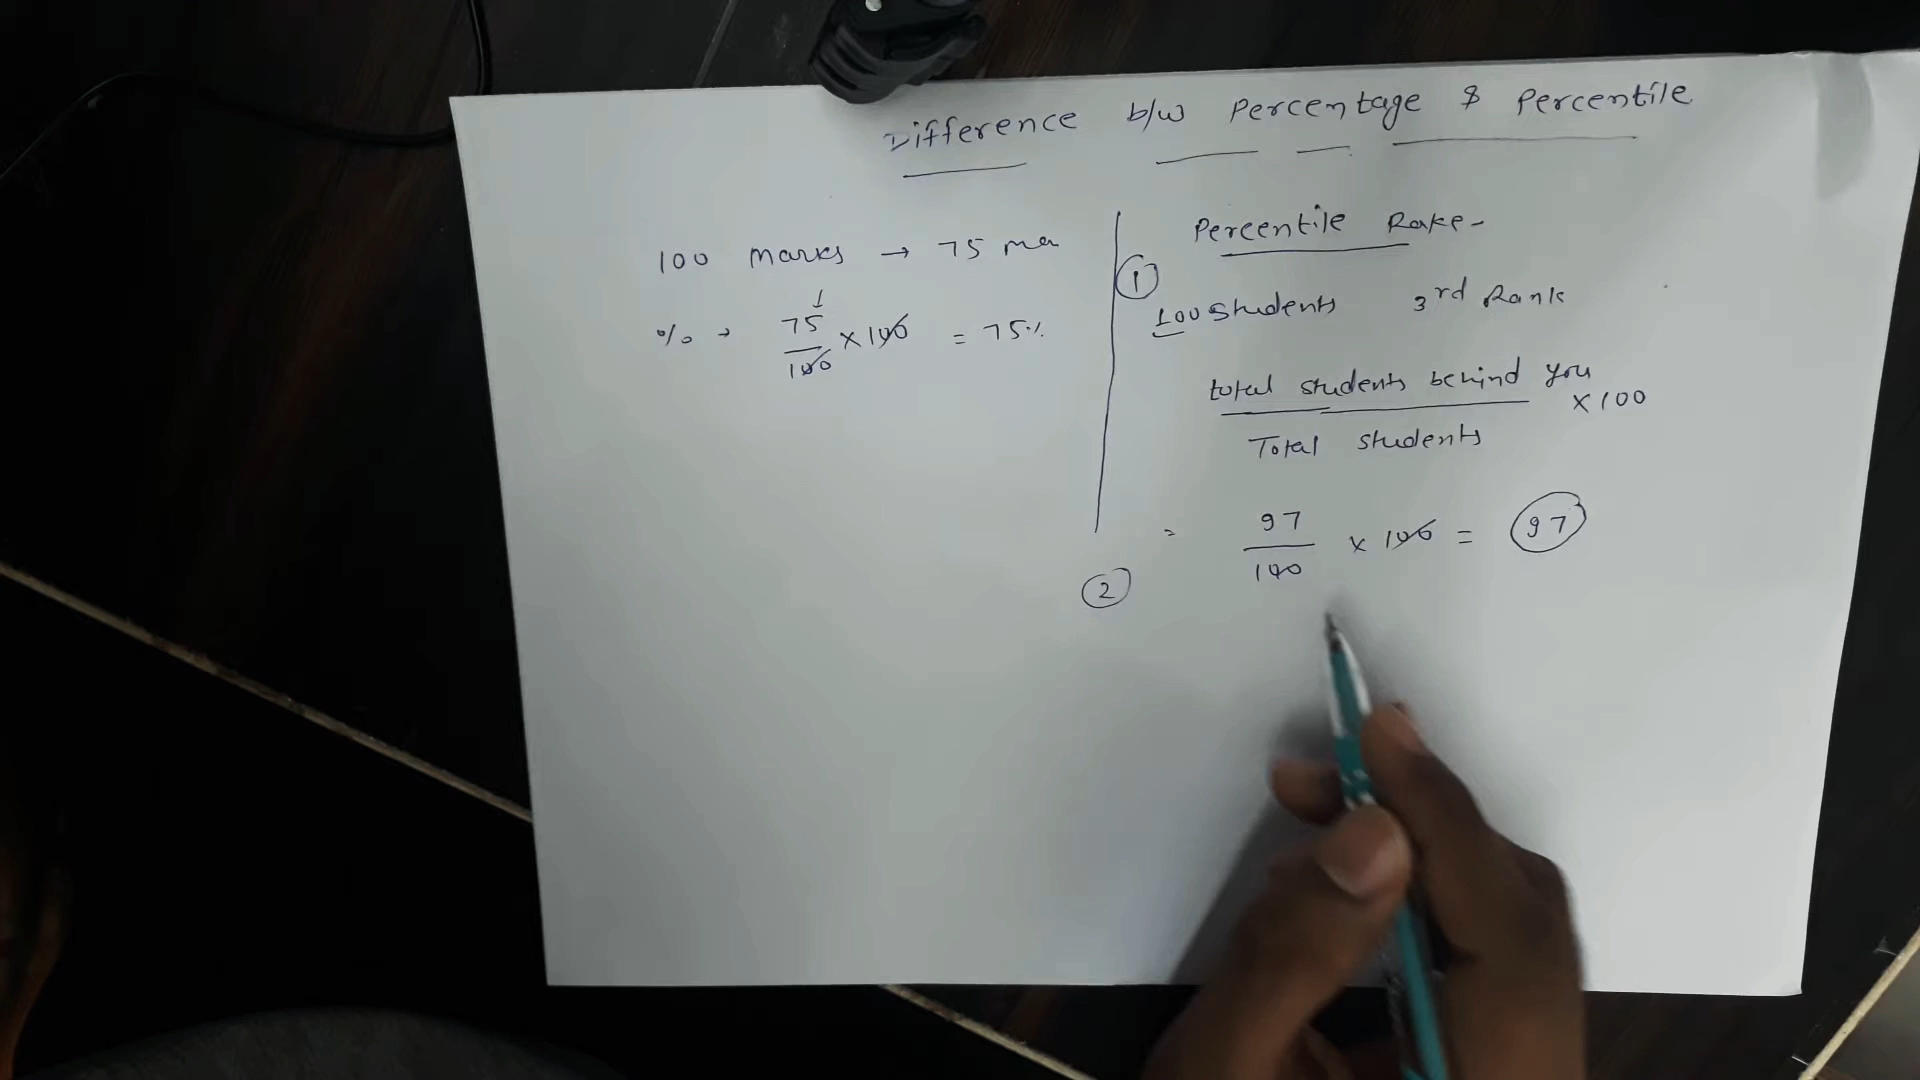 Difference b/w Percentage & Percentile
100 Marks → 75 ma
% → 75/100 × 100 = 75%
Percentile Rake-
①
100 Students 3rd Rank
total students behind you
× 100
Total students
= 97/100 × 100 = 97
②